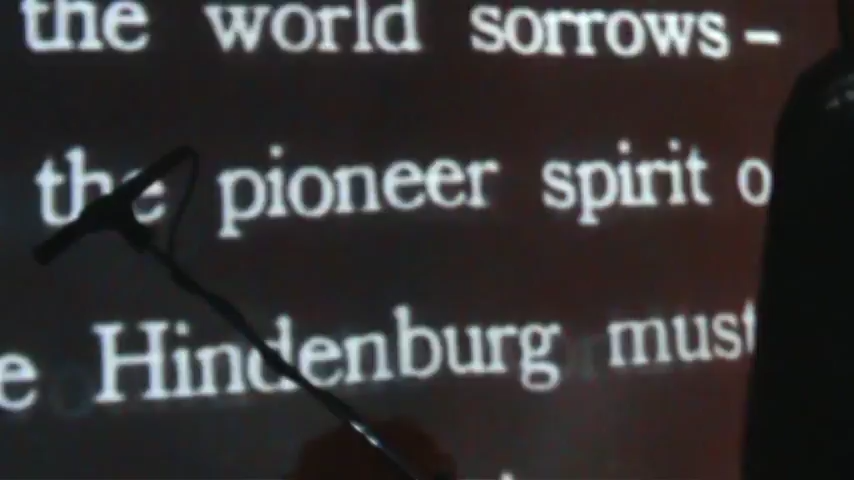 the world sorrows –
the pioneer spirit
Hindenburg must